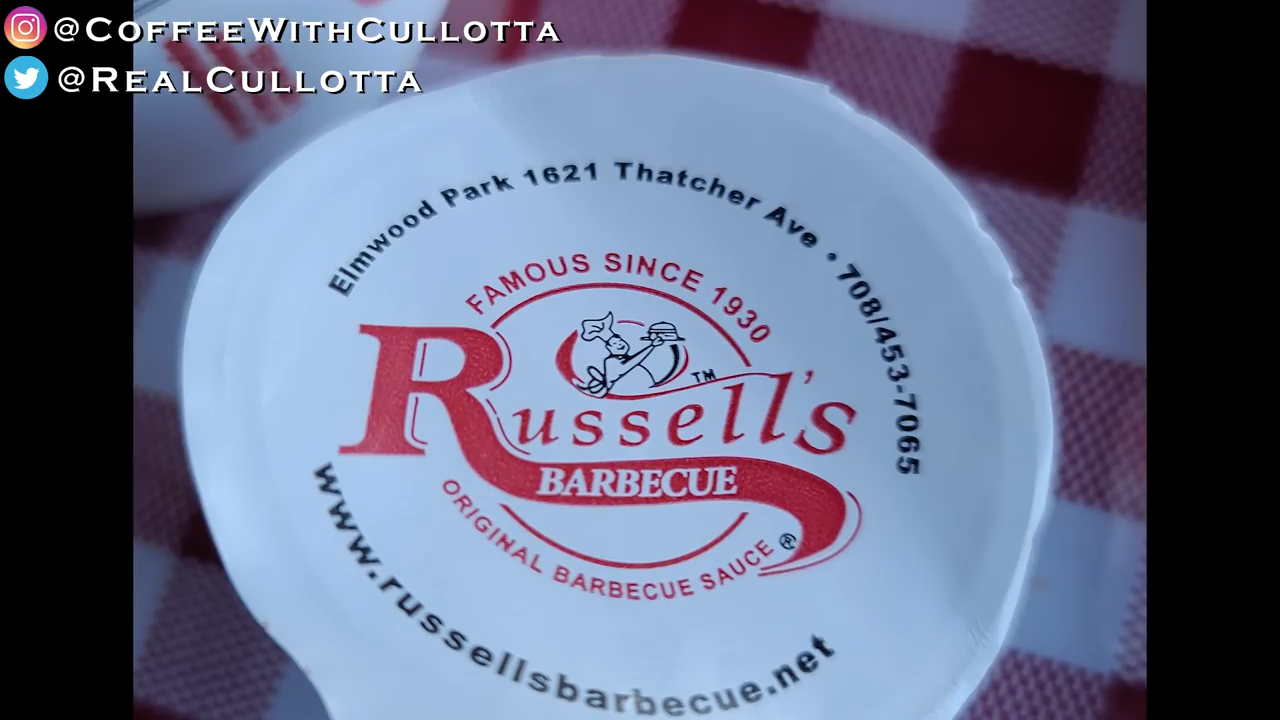 @CoffeeWithCullotta
@RealCullotta
Elmwood Park 1621 Thatcher Ave • 708/453-7065
FAMOUS SINCE 1930
TM
Russell's
BARBECUE
ORIGINAL BARBECUE SAUCE ®
www.russellsbarbecue.net